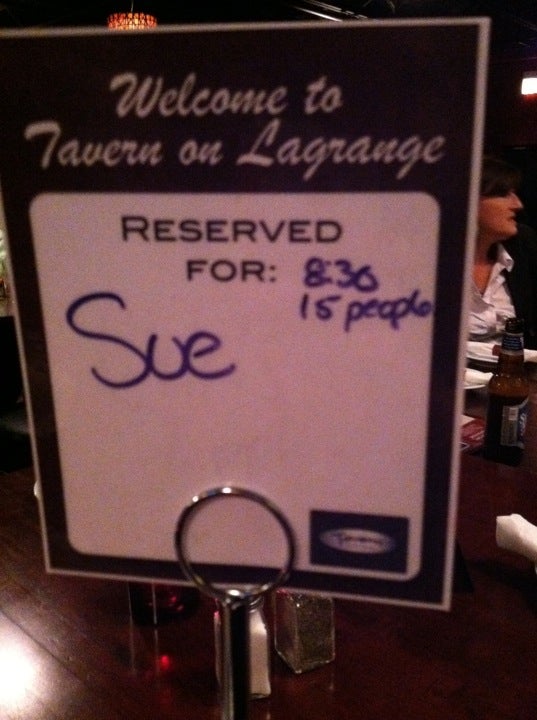 Welcome to
Tavern on Lagrange
RESERVED
FOR: 8:30
15 people
Sue